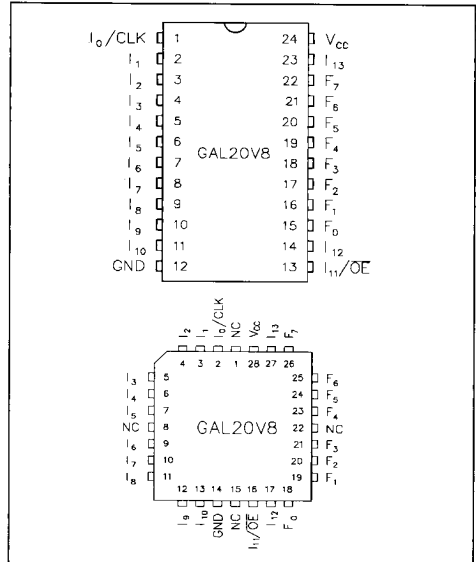 I₀/CLK 1 24 VCC
I₁ 2 23 I₁₃
I₂ 3 22 F₇
I₃ 4 21 F₆
I₄ 5 20 F₅
I₅ 6 19 F₄
GAL20V8
I₆ 7 18 F₃
I₇ 8 17 F₂
I₈ 9 16 F₁
I₉ 10 15 F₀
I₁₀ 11 14 I₁₂
GND 12 13 I₁₁/O̅E̅
I₂ I₁ I₀/CLK NC VCC I₁₃ F₇
4 3 2 1 28 27 26
I₃ 5 25 F₆
I₄ 6 24 F₅
I₅ 7 23 F₄
NC 8 GAL20V8 22 NC
I₆ 9 21 F₃
I₇ 10 20 F₂
I₈ 11 19 F₁
12 13 14 15 16 17 18
I₉ I₁₀ GND NC I₁₁/O̅E̅ I₁₂ F₀